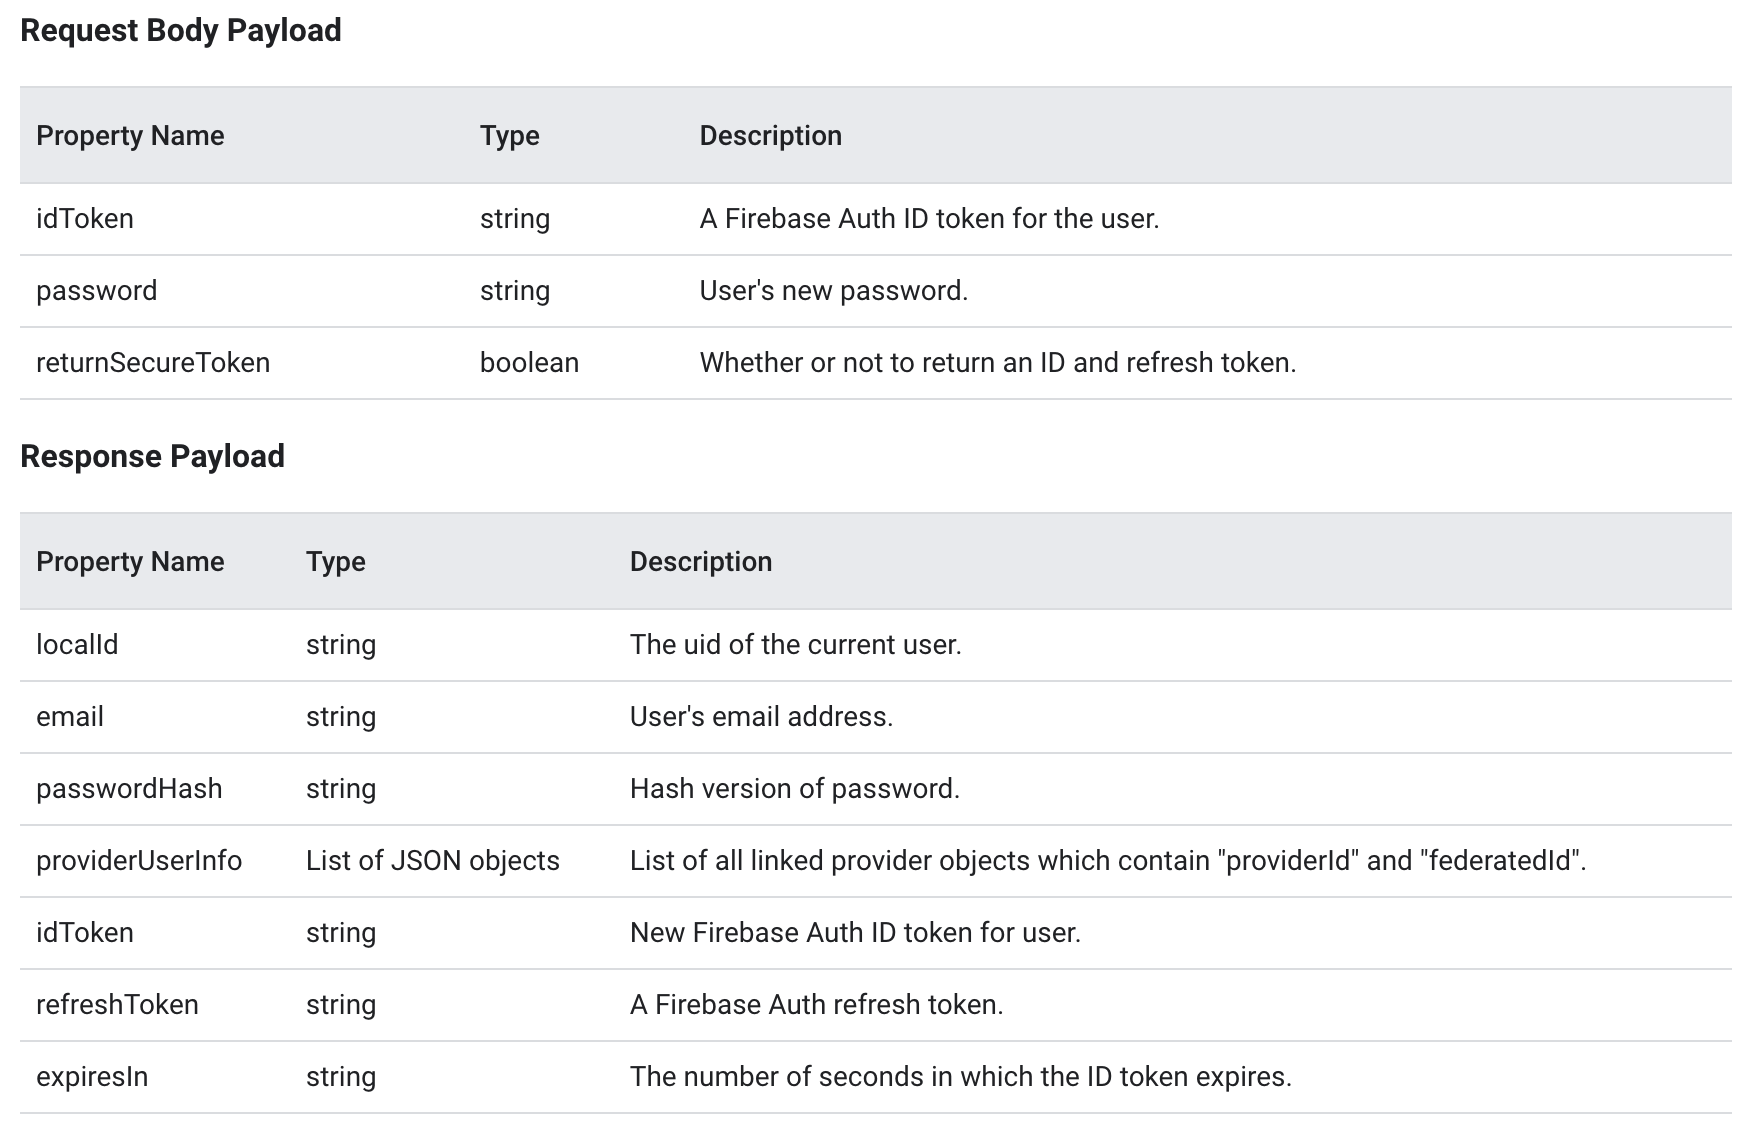 Request Body Payload
Property Name Type Description
idToken string A Firebase Auth ID token for the user.
password string User's new password.
returnSecureToken boolean Whether or not to return an ID and refresh token.
Response Payload
Property Name Type Description
localId string The uid of the current user.
email string User's email address.
passwordHash string Hash version of password.
providerUserInfo List of JSON objects List of all linked provider objects which contain "providerId" and "federatedId".
idToken string New Firebase Auth ID token for user.
refreshToken string A Firebase Auth refresh token.
expiresIn string The number of seconds in which the ID token expires.